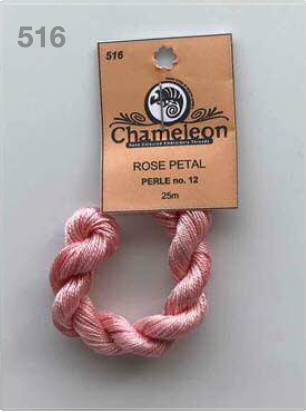 516
516
Chameleon
Hand Coloured Embroidery Threads
ROSE PETAL
PERLE no. 12
25m